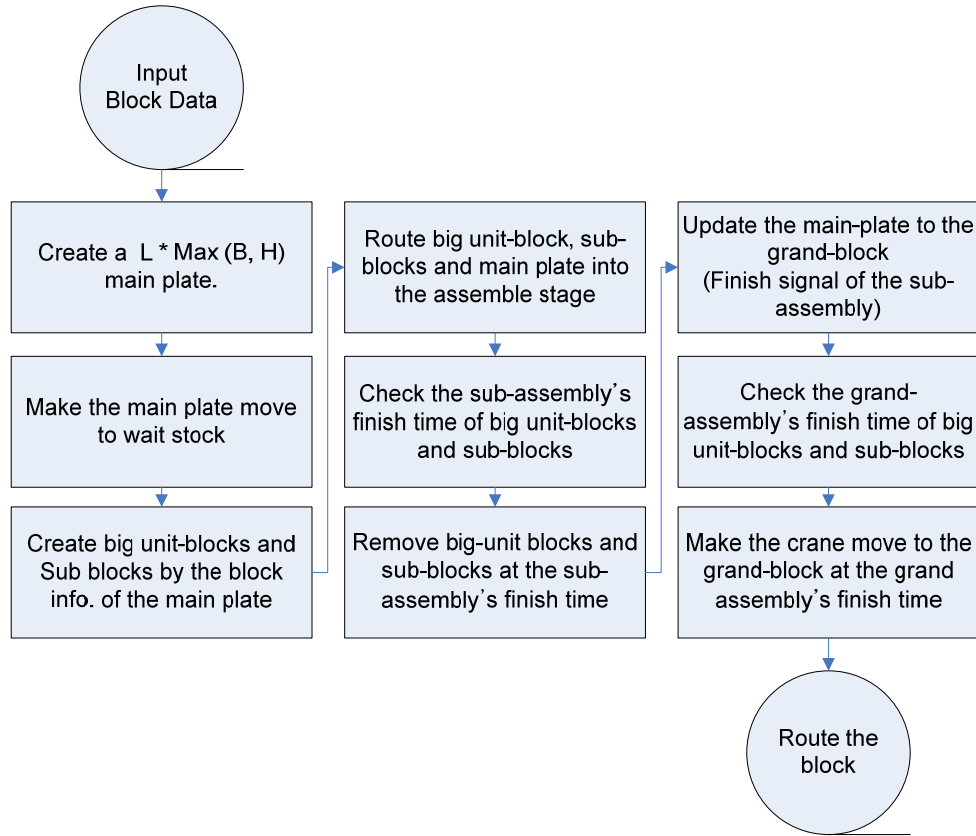 Input
Block Data
Create a L * Max (B, H)
main plate.
Make the main plate move
to wait stock
Create big unit-blocks and
Sub blocks by the block
info. of the main plate
Route big unit-block, sub-
blocks and main plate into
the assemble stage
Check the sub-assembly’s
finish time of big unit-blocks
and sub-blocks
Remove big-unit blocks and
sub-blocks at the sub-
assembly’s finish time
Update the main-plate to the
grand-block
(Finish signal of the sub-
assembly)
Check the grand-
assembly’s finish time of big
unit-blocks and sub-blocks
Make the crane move to the
grand-block at the grand
assembly’s finish time
Route the
block